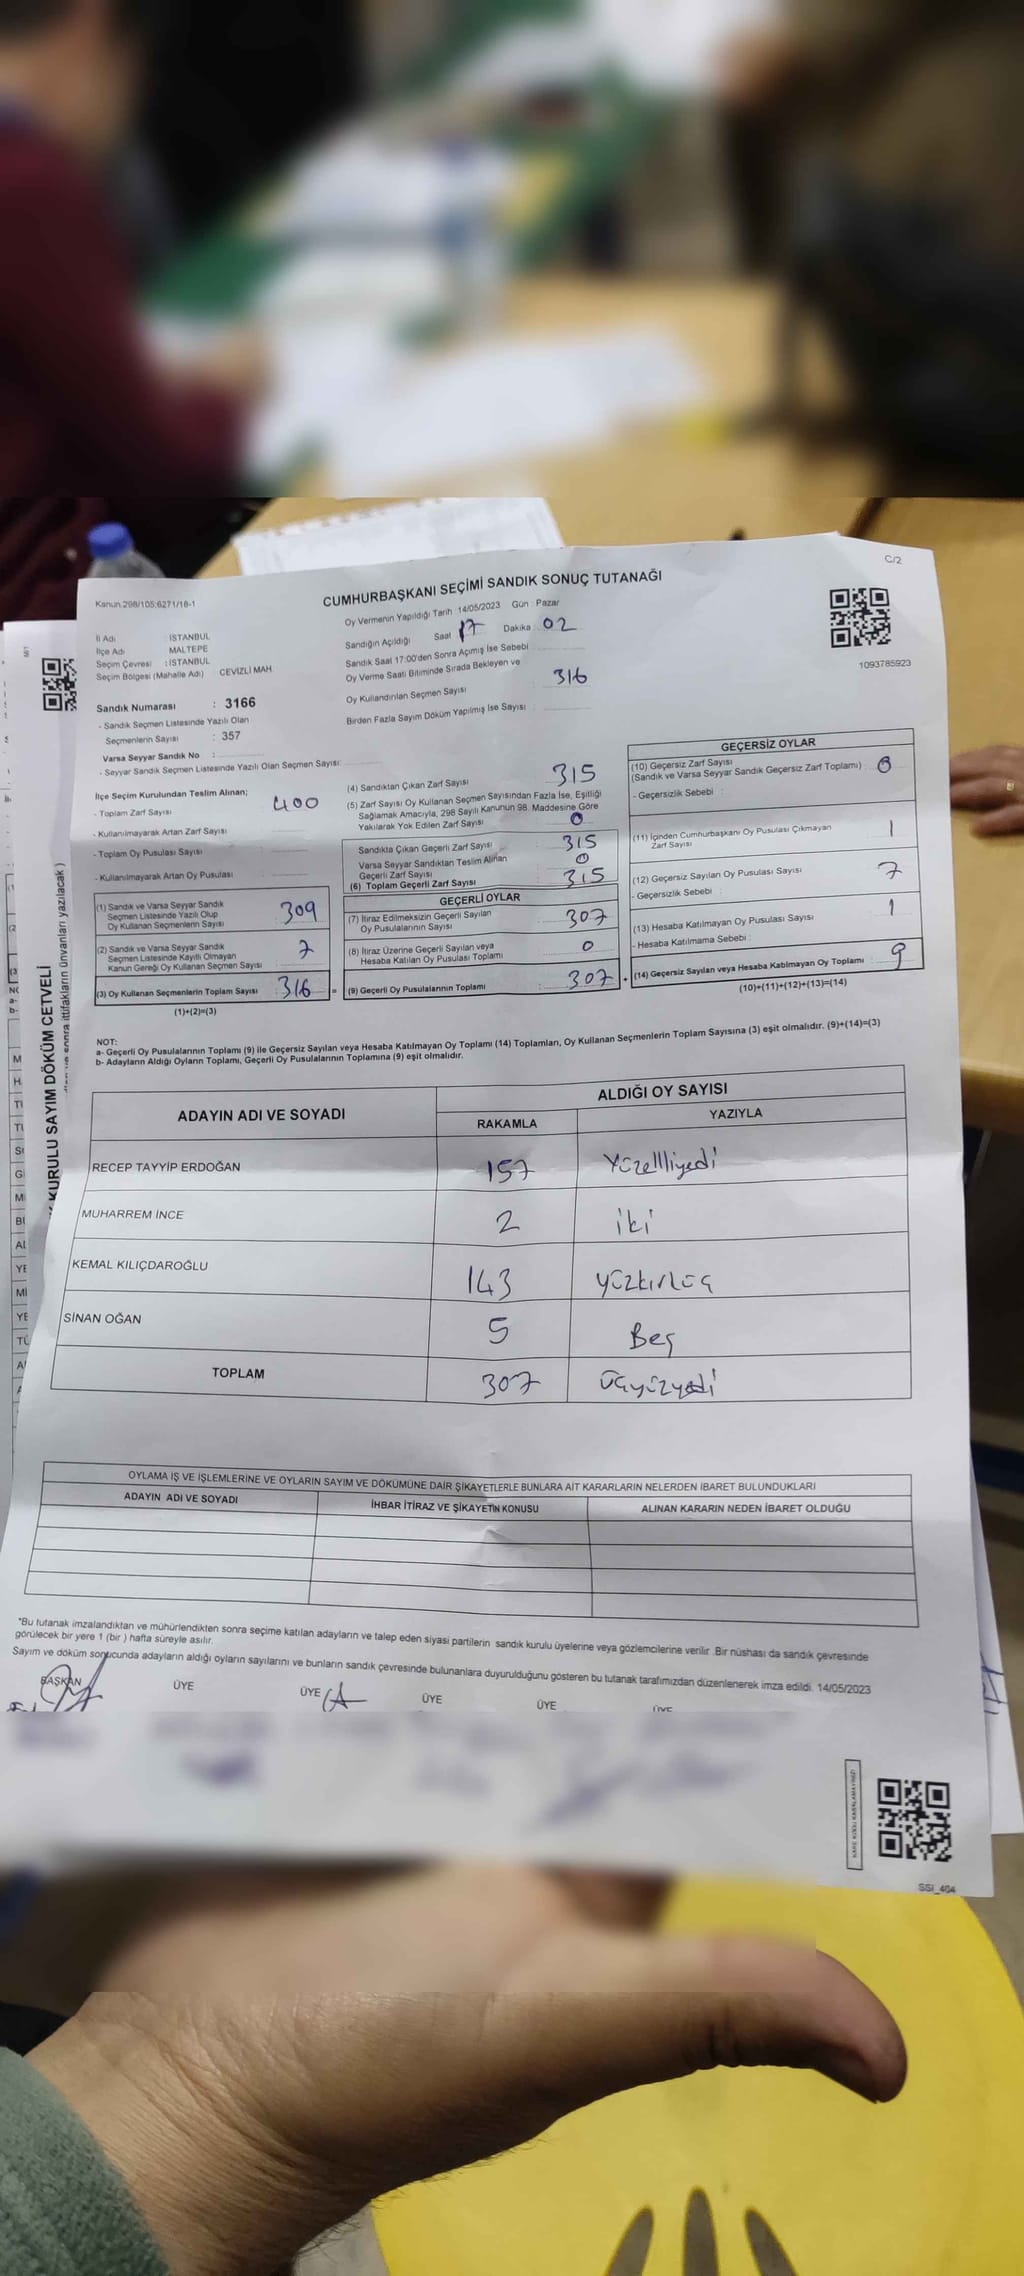 C/2
Kanun.298/105;6271/18-1
CUMHURBAŞKANI SEÇİMİ SANDIK SONUÇ TUTANAĞI
1093785923
İl Adı : İSTANBUL
İlçe Adı MALTEPE
Seçim Çevresi : İSTANBUL
Seçim Bölgesi (Mahalle Adı) CEVİZLİ MAH.
Sandık Numarası : 3166
- Sandık Seçmen Listesinde Yazılı Olan
Seçmenlerin Sayısı : 357
Varsa Seyyar Sandık No :
- Seyyar Sandık Seçmen Listesinde Yazılı Olan Seçmen Sayısı:
Oy Vermenin Yapıldığı Tarih 14/05/2023 Gün : Pazar
Sandığın Açıldığı Saat 17 Dakika : 02
Sandık Saat 17:00'den Sonra Açımış İse Sebebi
Oy Verme Saati Bitiminde Sırada Bekleyen ve
Oy Kullandırılan Seçmen Sayısı 316
Birden Fazla Sayım Döküm Yapılmış İse Sayısı :
İlçe Seçim Kurulundan Teslim Alınan;
- Toplam Zarf Sayısı 400
- Kullanılmayarak Artan Zarf Sayısı
- Toplam Oy Pusulası Sayısı
- Kullanılmayarak Artan Oy Pusulası
(1) Sandık ve Varsa Seyyar Sandık
Seçmen Listesinde Yazılı Olup
Oy Kullanan Seçmenlerin Sayısı 309
(2) Sandık ve Varsa Seyyar Sandık
Seçmen Listesinde Kayıtlı Olmayan
Kanun Gereği Oy Kullanan Seçmen Sayısı 7
(3) Oy Kullanan Seçmenlerin Toplam Sayısı 316
(1)+(2)=(3)
(4) Sandıktan Çıkan Zarf Sayısı 315
(5) Zarf Sayısı Oy Kullanan Seçmen Sayısından Fazla İse, Eşitliği
Sağlamak Amacıyla, 298 Sayılı Kanunun 98. Maddesine Göre
Yakılarak Yok Edilen Zarf Sayısı 0
Sandıkta Çıkan Geçerli Zarf Sayısı 315
Varsa Seyyar Sandıktan Teslim Alınan
Geçerli Zarf Sayısı 0
(6) Toplam Geçerli Zarf Sayısı 315
GEÇERLİ OYLAR
(7) İtiraz Edilmeksizin Geçerli Sayılan
Oy Pusulalarının Sayısı 307
(8) İtiraz Üzerine Geçerli Sayılan veya
Hesaba Katılan Oy Pusulası Toplamı 0
(9) Geçerli Oy Pusulalarının Toplamı : 307
GEÇERSİZ OYLAR
(10) Geçersiz Zarf Sayısı
(Sandık ve Varsa Seyyar Sandık Geçersiz Zarf Toplamı) : 0
- Geçersizlik Sebebi :
(11) İçinden Cumhurbaşkanı Oy Pusulası Çıkmayan
Zarf Sayısı 1
(12) Geçersiz Sayılan Oy Pusulası Sayısı 7
- Geçersizlik Sebebi :
(13) Hesaba Katılmayan Oy Pusulası Sayısı 1
- Hesaba Katılmama Sebebi :
(14) Geçersiz Sayılan veya Hesaba Katılmayan Oy Toplamı 9
(10)+(11)+(12)+(13)=(14)
NOT:
a- Geçerli Oy Pusulalarının Toplamı (9) ile Geçersiz Sayılan veya Hesaba Katılmayan Oy Toplamı (14) Toplamları, Oy Kullanan Seçmenlerin Toplam Sayısına (3) eşit olmalıdır. (9)+(14)=(3)
b- Adayların Aldığı Oyların Toplamı, Geçerli Oy Pusulalarının Toplamına (9) eşit olmalıdır.
ADAYIN ADI VE SOYADI ALDIĞI OY SAYISI
RAKAMLA YAZIYLA
RECEP TAYYİP ERDOĞAN 157 Yüzelliyedi
MUHARREM İNCE 2 iki
KEMAL KILIÇDAROĞLU 143 yüzkırküç
SİNAN OĞAN 5 Beş
TOPLAM 307 üçyüzyedi
OYLAMA İŞ VE İŞLEMLERİNE VE OYLARIN SAYIM VE DÖKÜMÜNE DAİR ŞİKAYETLERLE BUNLARA AİT KARARLARIN NELERDEN İBARET BULUNDUKLARI
ADAYIN ADI VE SOYADI İHBAR İTİRAZ VE ŞİKAYETİN KONUSU ALINAN KARARIN NEDEN İBARET OLDUĞU
*Bu tutanak imzalandıktan ve mühürlendikten sonra seçime katılan adayların ve talep eden siyasi partilerin sandık kurulu üyelerine veya gözlemcilerine verilir. Bir nüshası da sandık çevresinde
görülecek bir yere 1 (bir ) hafta süreyle asılır.
Sayım ve döküm sonucunda adayların aldığı oyların sayılarını ve bunların sandık çevresinde bulunanlara duyurulduğunu gösteren bu tutanak tarafımızdan düzenlenerek imza edildi. 14/05/2023
BAŞKAN ÜYE ÜYE ÜYE ÜYE ÜYE
SSI_404
KURULU SAYIM DÖKÜM CETVELİ
sonra ittifakların ünvanları yazılacak )